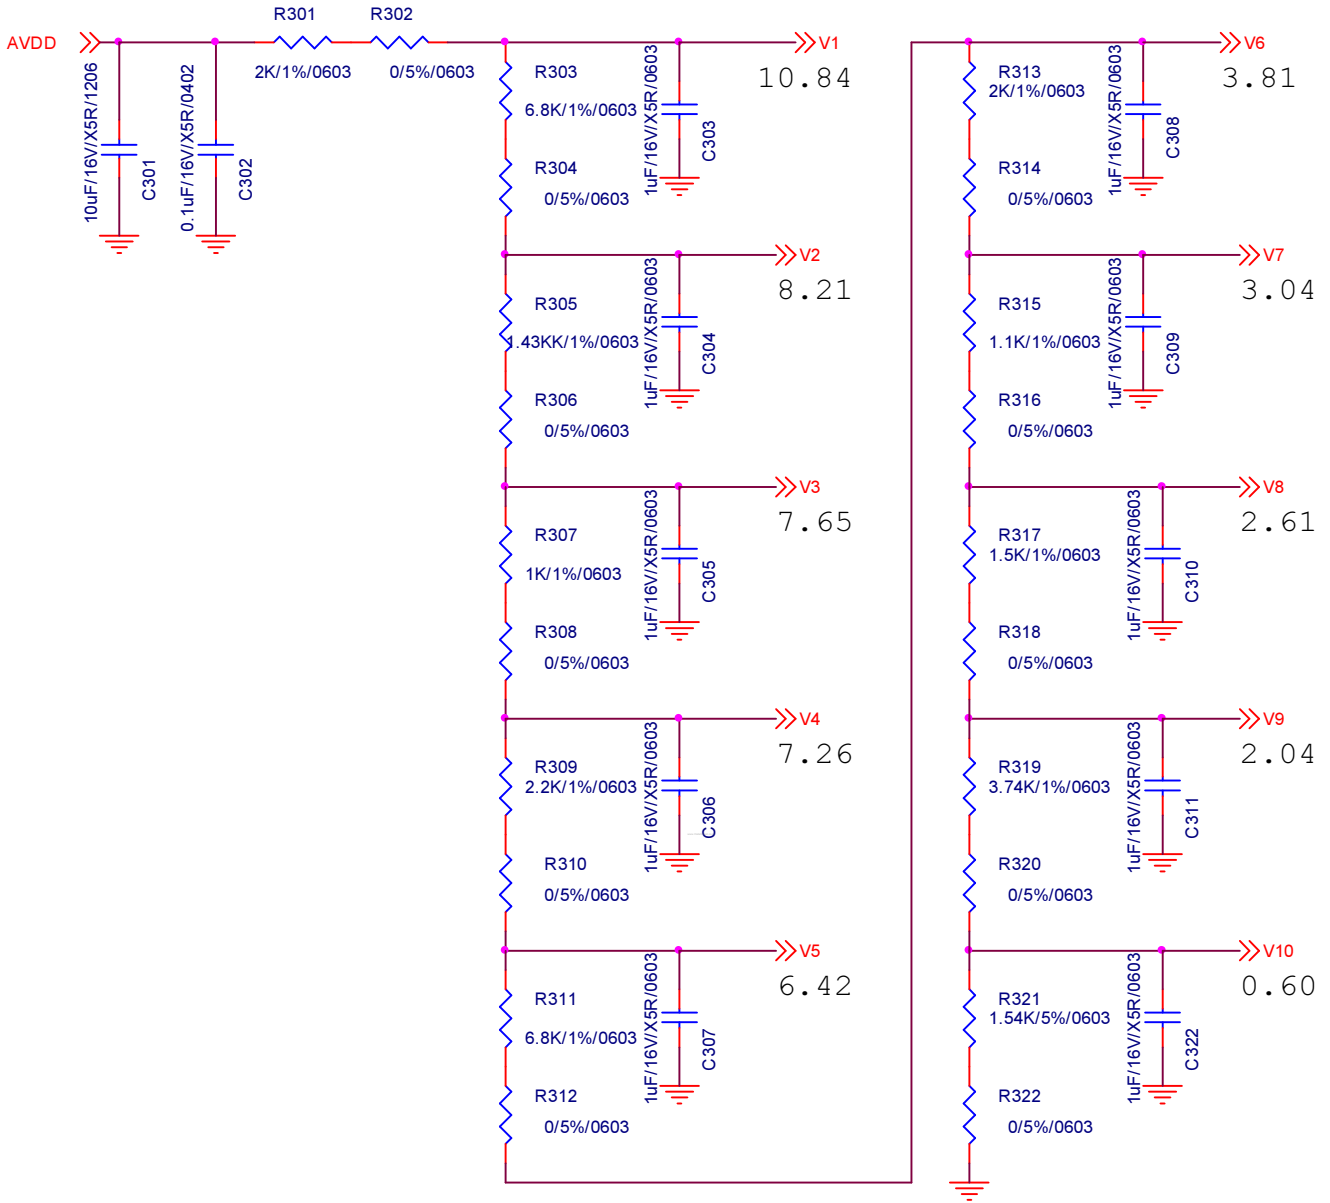 AVDD
R301
2K/1%/0603
R302
0/5%/0603
10uF/16V/X5R/1206
C301
0.1uF/16V/X5R/0402
C302
R303
6.8K/1%/0603
R304
0/5%/0603
1uF/16V/X5R/0603
C303
V1
10.84
R305
1.43KK/1%/0603
R306
0/5%/0603
1uF/16V/X5R/0603
C304
V2
8.21
R307
1K/1%/0603
R308
0/5%/0603
1uF/16V/X5R/0603
C305
V3
7.65
R309
2.2K/1%/0603
R310
0/5%/0603
1uF/16V/X5R/0603
C306
V4
7.26
R311
6.8K/1%/0603
R312
0/5%/0603
1uF/16V/X5R/0603
C307
V5
6.42
R313
2K/1%/0603
R314
0/5%/0603
1uF/16V/X5R/0603
C308
V6
3.81
R315
1.1K/1%/0603
R316
0/5%/0603
1uF/16V/X5R/0603
C309
V7
3.04
R317
1.5K/1%/0603
R318
0/5%/0603
1uF/16V/X5R/0603
C310
V8
2.61
R319
3.74K/1%/0603
R320
0/5%/0603
1uF/16V/X5R/0603
C311
V9
2.04
R321
1.54K/5%/0603
R322
0/5%/0603
1uF/16V/X5R/0603
C322
V10
0.60